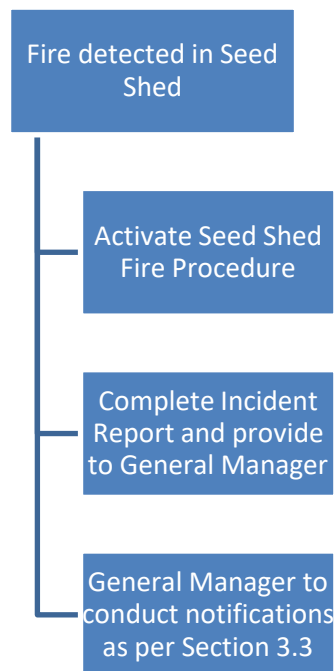 Fire detected in Seed
Shed
Activate Seed Shed
Fire Procedure
Complete Incident
Report and provide
to General Manager
General Manager to
conduct notifications
as per Section 3.3